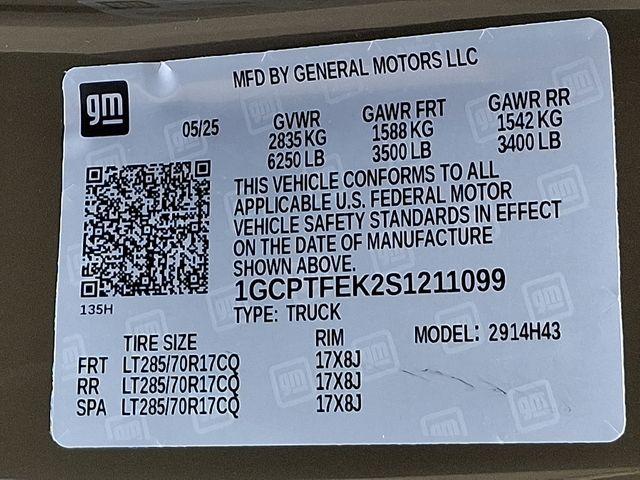 MFD BY GENERAL MOTORS LLC
gm
05/25
GVWR GAWR FRT GAWR RR
2835 KG 1588 KG 1542 KG
6250 LB 3500 LB 3400 LB
THIS VEHICLE CONFORMS TO ALL
APPLICABLE U.S. FEDERAL MOTOR
VEHICLE SAFETY STANDARDS IN EFFECT
ON THE DATE OF MANUFACTURE
SHOWN ABOVE.
1GCPTFEK2S1211099
135H
TYPE: TRUCK
TIRE SIZE RIM MODEL: 2914H43
FRT LT285/70R17CQ 17X8J
RR LT285/70R17CQ 17X8J
SPA LT285/70R17CQ 17X8J